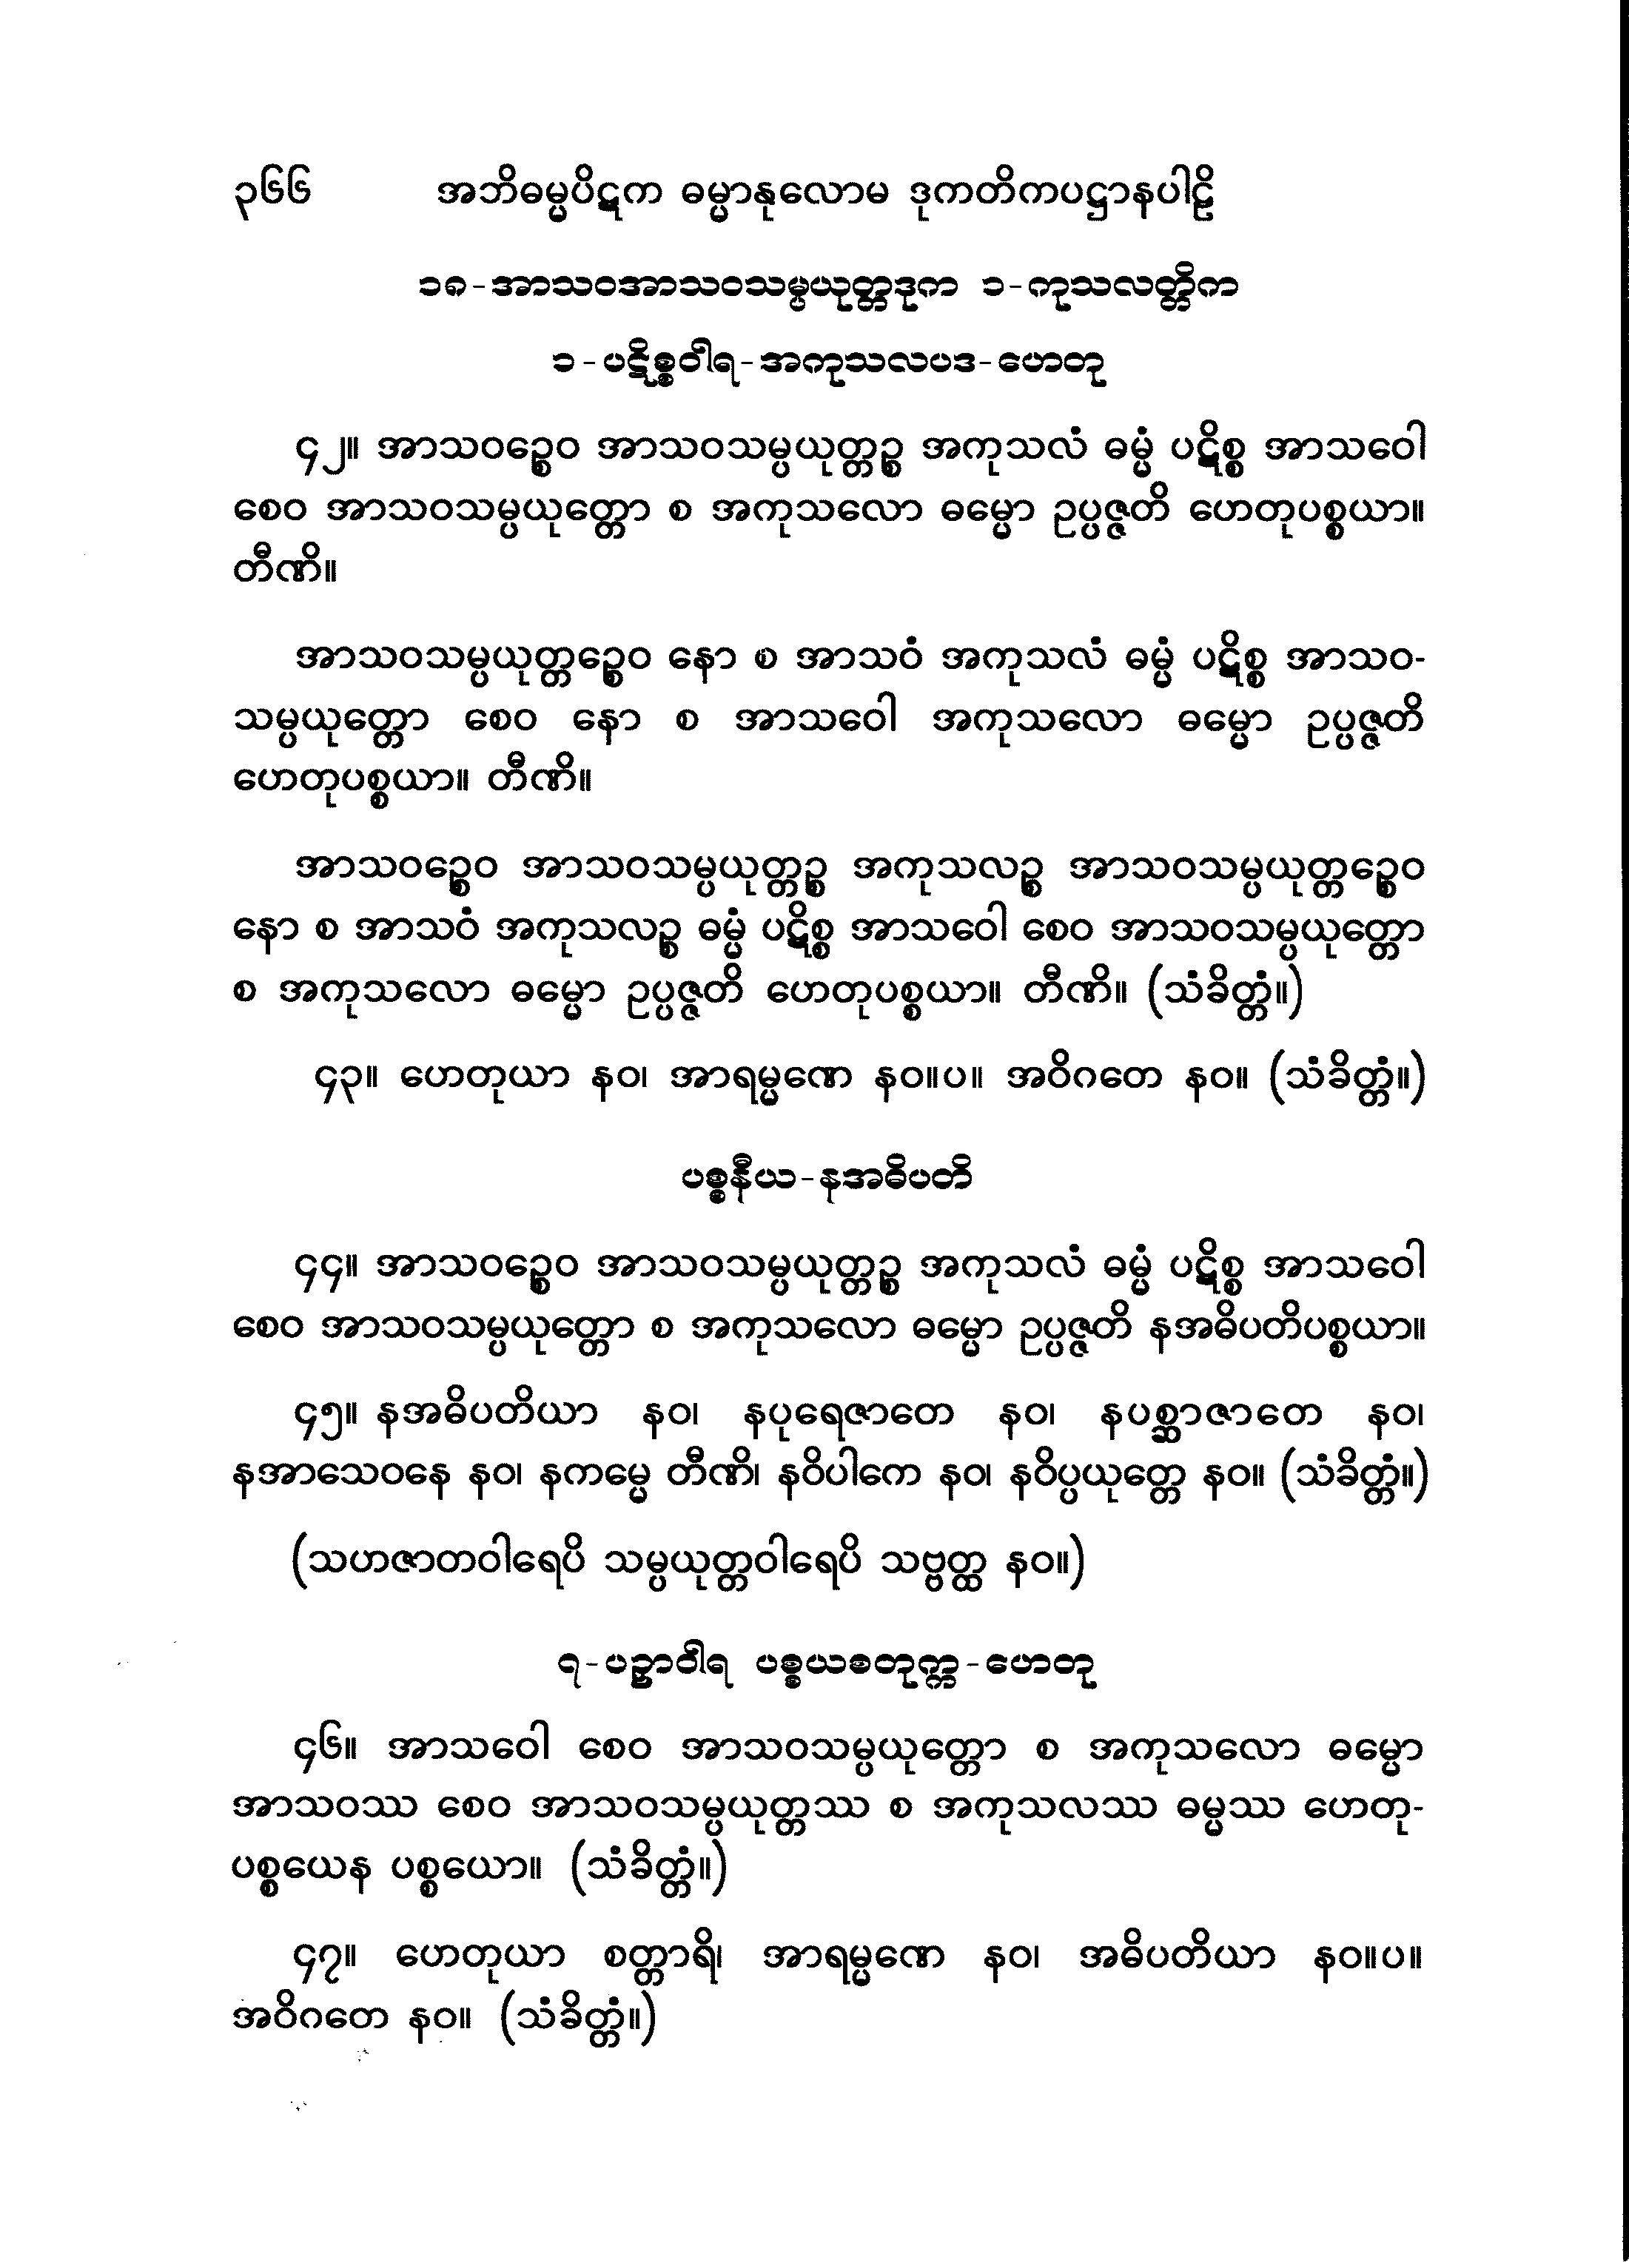 ၃၆၆ အဘိဓမ္မပိဋက ဓမ္မာနုလောမ ဒုကတိကပဋ္ဌာနပါဠိ
၁၈-အာသဝအာသဝသမ္ပယုတ္တဒုက ၁-ကုသလတ္တိက
၁-ပဋိစ္စဝါရ-အကုသလပဒ-ဟေတု
၄၂။ အာသဝဉ္စေဝ အာသဝသမ္ပယုတ္တဉ္စ အကုသလံ ဓမ္မံ ပဋိစ္စ အာသဝေါ
စေဝ အာသဝသမ္ပယုတ္တော စ အကုသလော ဓမ္မော ဥပ္ပဇ္ဇတိ ဟေတုပစ္စယာ။
တီဏိ။
အာသဝသမ္ပယုတ္တဉ္စေဝ နော စ အာသဝံ အကုသလံ ဓမ္မံ ပဋိစ္စ အာသဝ-
သမ္ပယုတ္တော စေဝ နော စ အာသဝေါ အကုသလော ဓမ္မော ဥပ္ပဇ္ဇတိ
ဟေတုပစ္စယာ။ တီဏိ။
အာသဝဉ္စေဝ အာသဝသမ္ပယုတ္တဉ္စ အကုသလဉ္စ အာသဝသမ္ပယုတ္တဉ္စေဝ
နော စ အာသဝံ အကုသလဉ္စ ဓမ္မံ ပဋိစ္စ အာသဝေါ စေဝ အာသဝသမ္ပယုတ္တော
စ အကုသလော ဓမ္မော ဥပ္ပဇ္ဇတိ ဟေတုပစ္စယာ။ တီဏိ။ (သံခိတ္တံ။)
၄၃။ ဟေတုယာ နဝ၊ အာရမ္မဏေ နဝ။ပ။ အဝိဂတေ နဝ။ (သံခိတ္တံ။)
ပစ္စနီယ-နအဓိပတိ
၄၄။ အာသဝဉ္စေဝ အာသဝသမ္ပယုတ္တဉ္စ အကုသလံ ဓမ္မံ ပဋိစ္စ အာသဝေါ
စေဝ အာသဝသမ္ပယုတ္တော စ အကုသလော ဓမ္မော ဥပ္ပဇ္ဇတိ နအဓိပတိပစ္စယာ။
၄၅။ နအဓိပတိယာ နဝ၊ နပုရေဇာတေ နဝ၊ နပစ္ဆာဇာတေ နဝ၊
နအာသေဝနေ နဝ၊ နကမ္မေ တီဏိ၊ နဝိပါကေ နဝ၊ နဝိပ္ပယုတ္တေ နဝ။ (သံခိတ္တံ။)
(သဟဇာတဝါရေပိ သမ္ပယုတ္တဝါရေပိ သဗ္ဗတ္ထ နဝ။)
၇-ပဉှာဝါရ ပစ္စယစတုက္က-ဟေတု
၄၆။ အာသဝေါ စေဝ အာသဝသမ္ပယုတ္တော စ အကုသလော ဓမ္မော
အာသဝဿ စေဝ အာသဝသမ္ပယုတ္တဿ စ အကုသလဿ ဓမ္မဿ ဟေတု-
ပစ္စယေန ပစ္စယော။ (သံခိတ္တံ။)
၄၇။ ဟေတုယာ စတ္တာရိ၊ အာရမ္မဏေ နဝ၊ အဓိပတိယာ နဝ။ပ။
အဝိဂတေ နဝ။ (သံခိတ္တံ။)